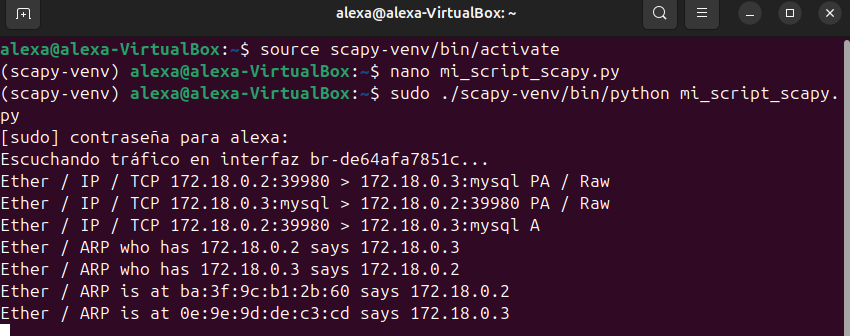 alexa@alexa-VirtualBox: ~
alexa@alexa-VirtualBox:~$ source scapy-venv/bin/activate
(scapy-venv) alexa@alexa-VirtualBox:~$ nano mi_script_scapy.py
(scapy-venv) alexa@alexa-VirtualBox:~$ sudo ./scapy-venv/bin/python mi_script_scapy.
py
[sudo] contraseña para alexa:
Escuchando tráfico en interfaz br-de64afa7851c...
Ether / IP / TCP 172.18.0.2:39980 > 172.18.0.3:mysql PA / Raw
Ether / IP / TCP 172.18.0.3:mysql > 172.18.0.2:39980 PA / Raw
Ether / IP / TCP 172.18.0.2:39980 > 172.18.0.3:mysql A
Ether / ARP who has 172.18.0.2 says 172.18.0.3
Ether / ARP who has 172.18.0.3 says 172.18.0.2
Ether / ARP is at ba:3f:9c:b1:2b:60 says 172.18.0.2
Ether / ARP is at 0e:9e:9d:de:c3:cd says 172.18.0.3